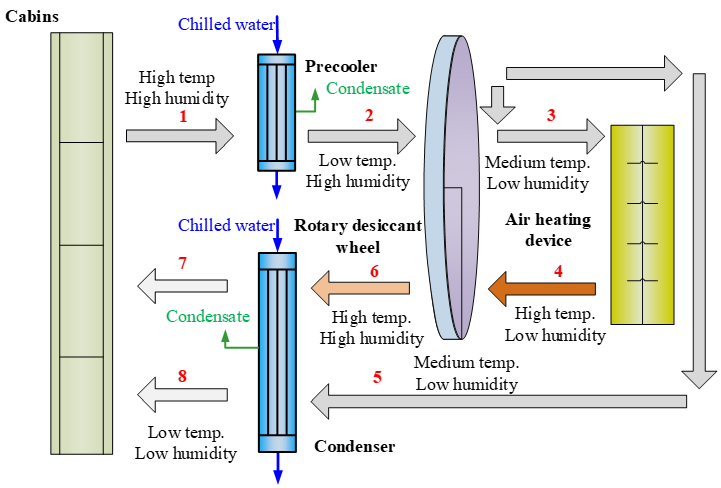 Cabins
Chilled water
High temp
High humidity
1
Precooler
Condensate
2
Low temp.
High humidity
3
Medium temp.
Low humidity
Chilled water
Rotary desiccant
wheel
Air heating
device
7
6
4
Condensate
High temp.
High humidity
High temp.
Low humidity
8
5
Medium temp.
Low humidity
Low temp.
Low humidity
Condenser